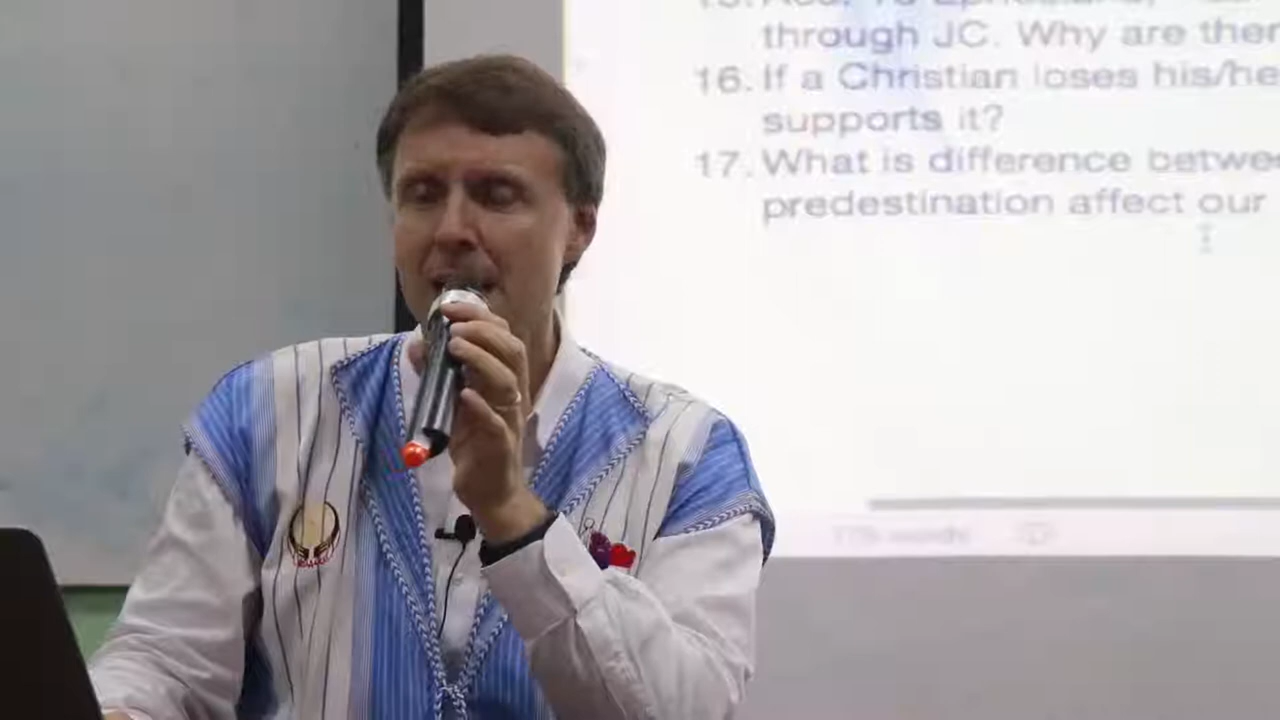 through JC. Why are ther
16. If a Christian loses his/he
supports it?
17. What is difference betwe
predestination affect our